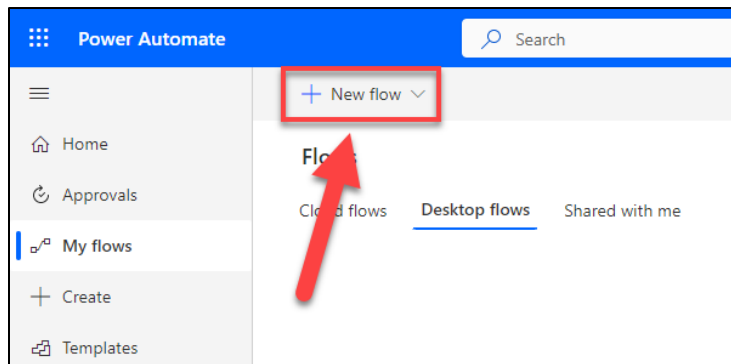 Power Automate
Search
New flow
Home
Approvals
My flows
Create
Templates
Flows
Cloud flows Desktop flows Shared with me